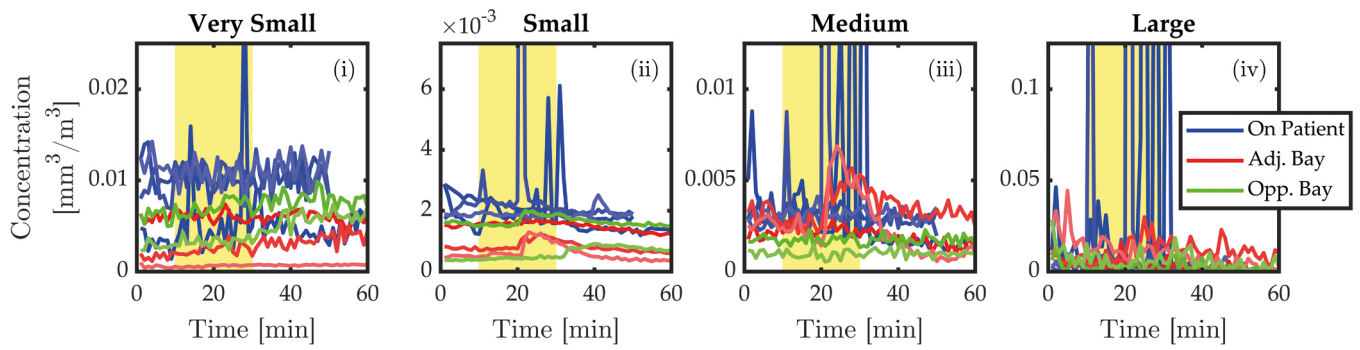 Very Small
×10⁻³ Small
Medium
Large
(i)
(ii)
(iii)
(iv)
Concentration
[mm³/m³]
0.02
0.01
0
6
4
2
0
0.01
0.005
0
0.1
0.05
0
On Patient
Adj. Bay
Opp. Bay
0 20 40 60
0 20 40 60
0 20 40 60
0 20 40 60
Time [min]
Time [min]
Time [min]
Time [min]